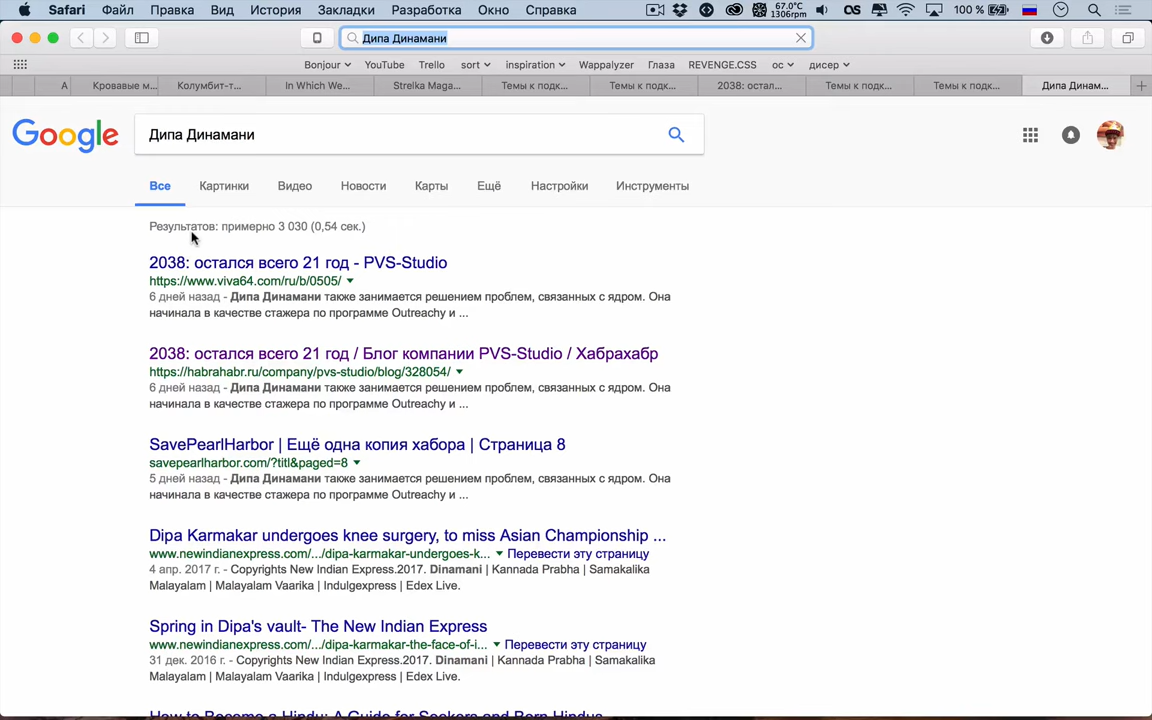 Safari Файл Правка Вид История Закладки Разработка Окно Справка 67.0°C 1306rpm 100 %
Дипа Динамани
Bonjour YouTube Trello sort inspiration Wappalyzer Глаза REVENGE.CSS ос дисер
А Кровавые м... Колумбит-т... In Which We... Strelka Maga... Темы к подк... Темы к подк... 2038: остал... Темы к подк... Темы к подк... Дипа Динам...
Google Дипа Динамани
Все Картинки Видео Новости Карты Ещё Настройки Инструменты
Результатов: примерно 3 030 (0,54 сек.)
2038: остался всего 21 год - PVS-Studio
https://www.viva64.com/ru/b/0505/
6 дней назад - Дипа Динамани также занимается решением проблем, связанных с ядром. Она
начинала в качестве стажера по программе Outreachy и ...
2038: остался всего 21 год / Блог компании PVS-Studio / Хабрахабр
https://habrahabr.ru/company/pvs-studio/blog/328054/
6 дней назад - Дипа Динамани также занимается решением проблем, связанных с ядром. Она
начинала в качестве стажера по программе Outreachy и ...
SavePearlHarbor | Ещё одна копия хабора | Страница 8
savepearlharbor.com/?titl&paged=8
5 дней назад - Дипа Динамани также занимается решением проблем, связанных с ядром. Она
начинала в качестве стажера по программе Outreachy и ...
Dipa Karmakar undergoes knee surgery, to miss Asian Championship ...
www.newindianexpress.com/.../dipa-karmakar-undergoes-k... Перевести эту страницу
4 апр. 2017 г. - Copyrights New Indian Express.2017. Dinamani | Kannada Prabha | Samakalika
Malayalam | Malayalam Vaarika | Indulgexpress | Edex Live.
Spring in Dipa's vault- The New Indian Express
www.newindianexpress.com/.../dipa-karmakar-the-face-of-i... Перевести эту страницу
31 дек. 2016 г. - Copyrights New Indian Express.2017. Dinamani | Kannada Prabha | Samakalika
Malayalam | Malayalam Vaarika | Indulgexpress | Edex Live.
How to Become a Hindu: A Guide for Seekers and Born Hindus